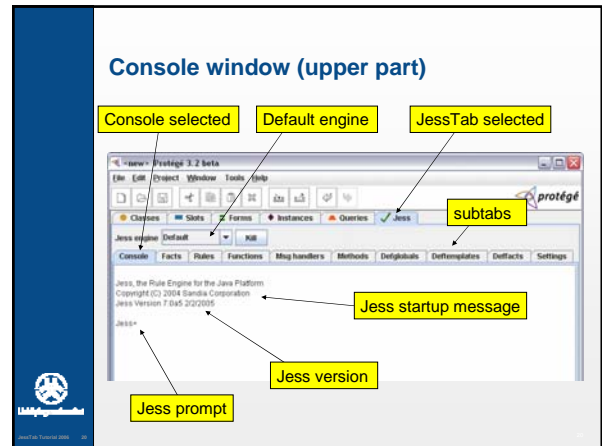 Console window (upper part)
Console selected
Default engine
JessTab selected
<new> Protégé 3.2 beta
File Edit Project Window Tools Help
protégé
Classes Slots Forms Instances Queries Jess
subtabs
Jess engine Default Kill
Console Facts Rules Functions Msg handlers Methods Defglobals Deftemplates Deffacts Settings
Jess, the Rule Engine for the Java Platform
Copyright (C) 2004 Sandia Corporation
Jess Version 7.0a5 2/2/2005
Jess startup message
Jess>
Jess version
Jess prompt
JessTab Tutorial 2006